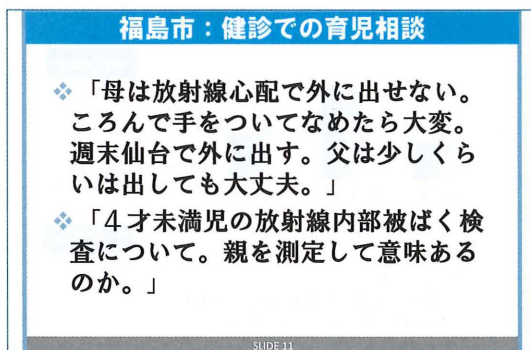 福島市：健診での育児相談
❖「母は放射線心配で外に出せない。
ころんで手をついてなめたら大変。
週末仙台で外に出す。父は少しくら
いは出しても大丈夫。」
❖「４才未満児の放射線内部被ばく検
査について。親を測定して意味ある
のか。」
SLIDE 11